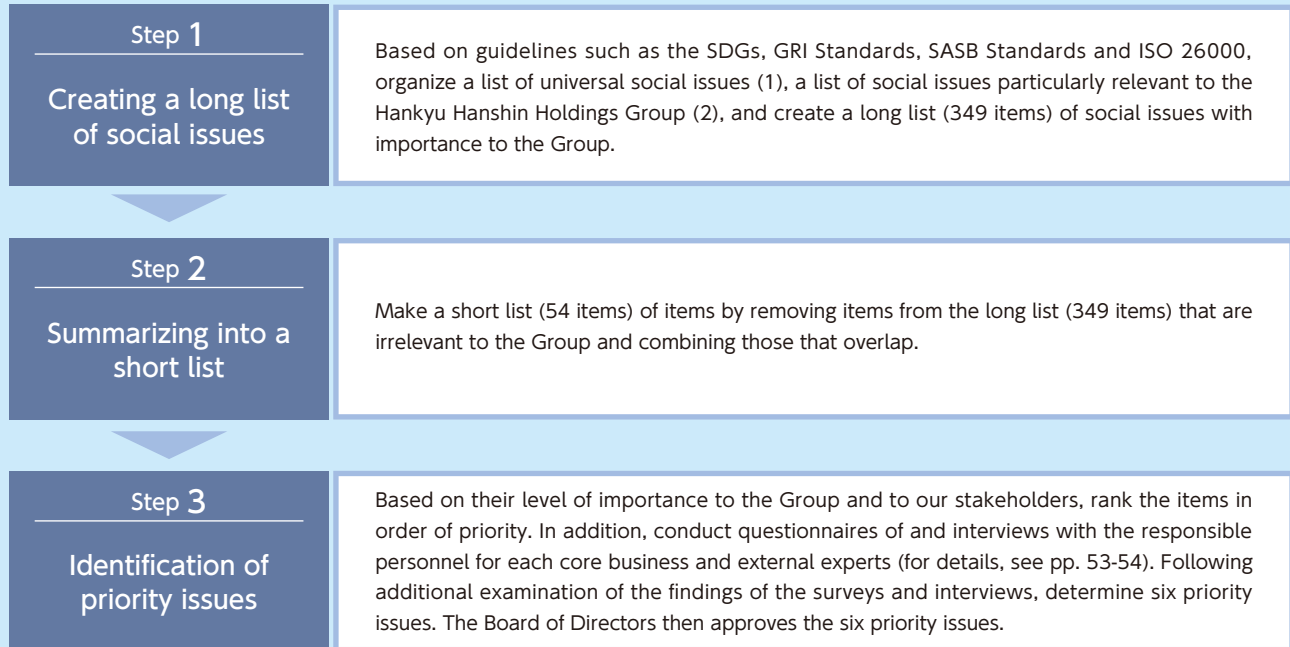 Step 1
Creating a long list
of social issues
Based on guidelines such as the SDGs, GRI Standards, SASB Standards and ISO 26000,
organize a list of universal social issues (1), a list of social issues particularly relevant to the
Hankyu Hanshin Holdings Group (2), and create a long list (349 items) of social issues with
importance to the Group.
Step 2
Summarizing into a
short list
Make a short list (54 items) of items by removing items from the long list (349 items) that are
irrelevant to the Group and combining those that overlap.
Step 3
Identification of
priority issues
Based on their level of importance to the Group and to our stakeholders, rank the items in
order of priority. In addition, conduct questionnaires of and interviews with the responsible
personnel for each core business and external experts (for details, see pp. 53-54). Following
additional examination of the findings of the surveys and interviews, determine six priority
issues. The Board of Directors then approves the six priority issues.